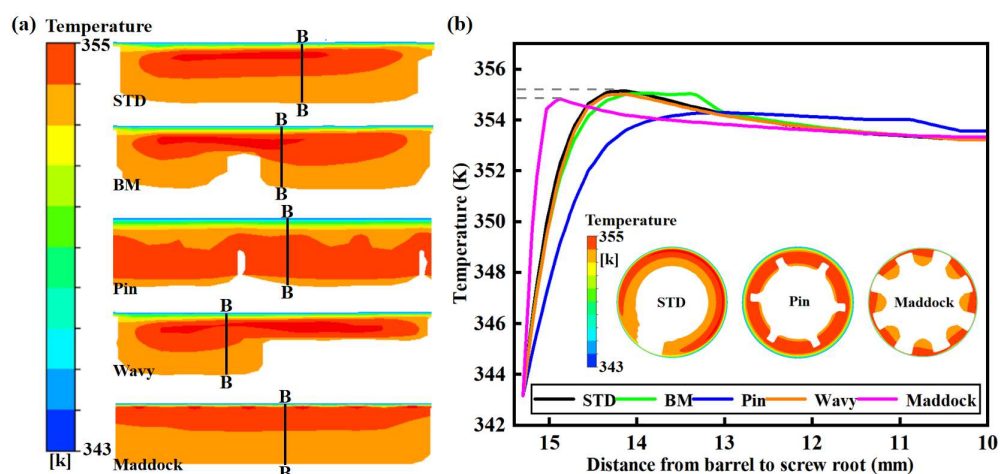 (a) Temperature
355
B
B
STD
B
B
BM
B
B
Pin
B
B
Wavy
B
B
Maddock
343
[k]
(b)
356
354
352
350
348
346
344
342
Temperature (K)
Temperature
355
[k]
343
STD
Pin
Maddock
STD BM Pin Wavy Maddock
15 14 13 12 11 10
Distance from barrel to screw root (mm)